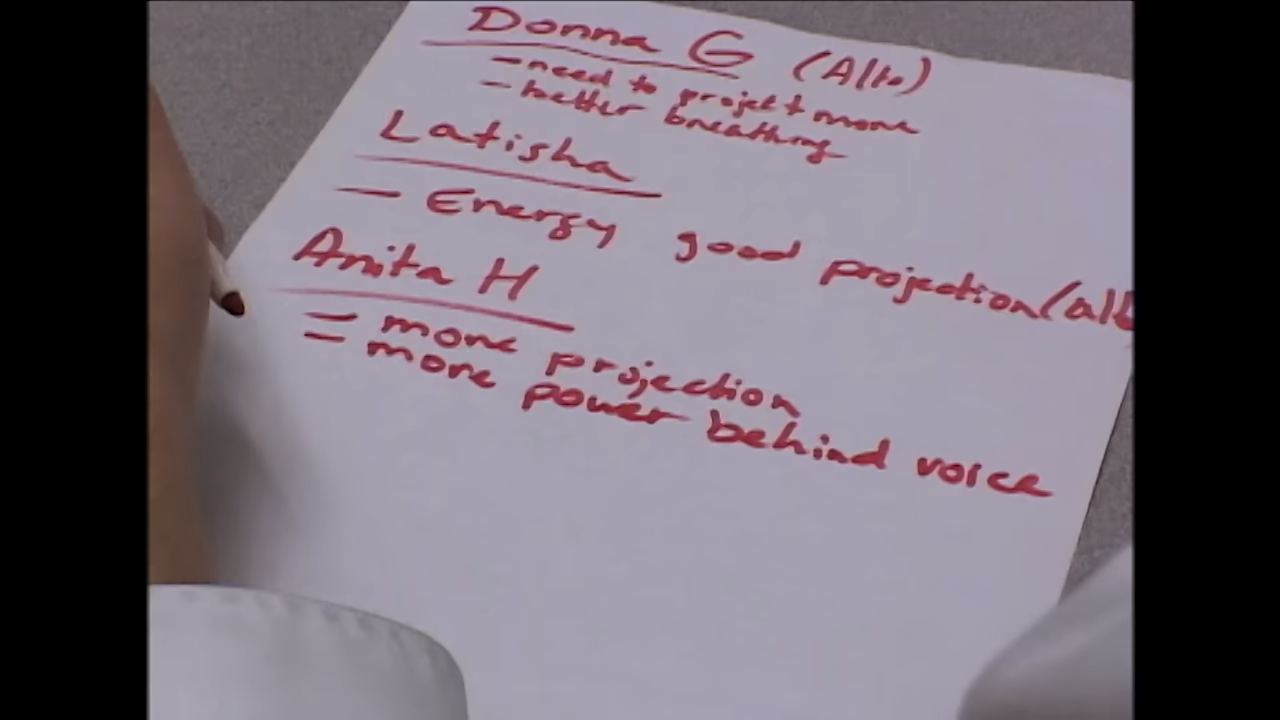 Donna G (Alto)
- need to project more
- better breathing
Latisha
- Energy good projection (alt
Anita H
- more projection
- more power behind voice